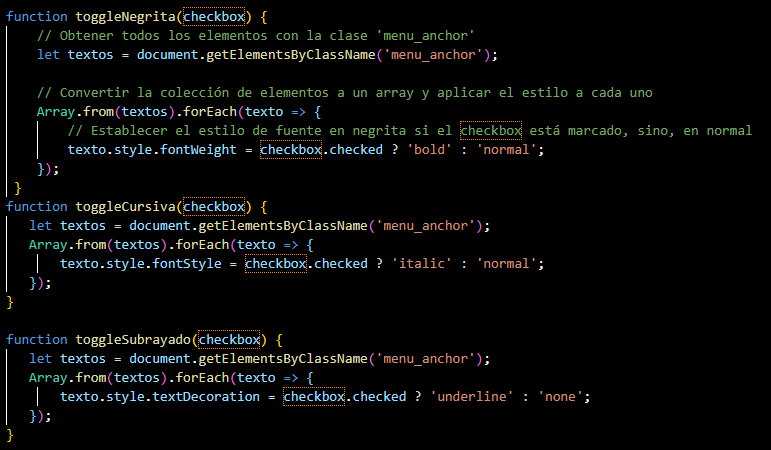 function toggleNegrita(checkbox) {
    // Obtener todos los elementos con la clase 'menu_anchor'
    let textos = document.getElementsByClassName('menu_anchor');
    // Convertir la colección de elementos a un array y aplicar el estilo a cada uno
    Array.from(textos).forEach(texto => {
        // Establecer el estilo de fuente en negrita si el checkbox está marcado, sino, en normal
        texto.style.fontWeight = checkbox.checked ? 'bold' : 'normal';
    });
 }
function toggleCursiva(checkbox) {
   let textos = document.getElementsByClassName('menu_anchor');
   Array.from(textos).forEach(texto => {
       texto.style.fontStyle = checkbox.checked ? 'italic' : 'normal';
   });
}
function toggleSubrayado(checkbox) {
   let textos = document.getElementsByClassName('menu_anchor');
   Array.from(textos).forEach(texto => {
       texto.style.textDecoration = checkbox.checked ? 'underline' : 'none';
   });
}